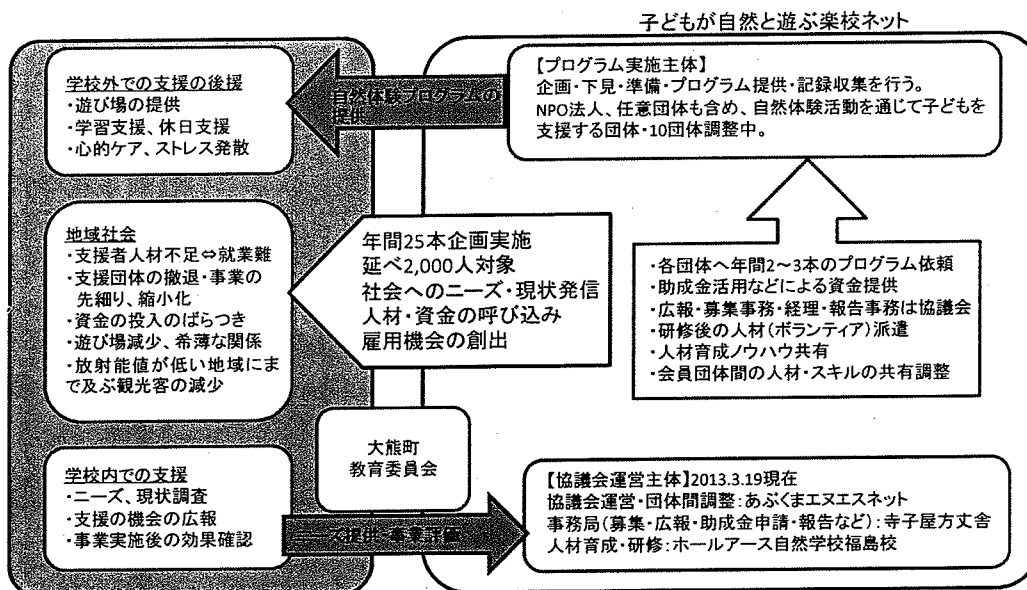 子どもが自然と遊ぶ楽校ネット
学校外での支援の後援
・遊び場の提供
・学習支援、休日支援
・心的ケア、ストレス発散
自然体験プログラムの
提供
【プログラム実施主体】
企画・下見・準備・プログラム提供・記録収集を行う。
NPO法人、任意団体も含め、自然体験活動を通じて子どもを
支援する団体・10団体調整中。
地域社会
・支援者人材不足⇔就業難
・支援団体の撤退・事業の
先細り、縮小化
・資金の投入のばらつき
・遊び場減少、希薄な関係
・放射能値が低い地域にま
で及ぶ観光客の減少
年間25本企画実施
延べ2,000人対象
社会へのニーズ・現状発信
人材・資金の呼び込み
雇用機会の創出
・各団体へ年間2～3本のプログラム依頼
・助成金活用などによる資金提供
・広報・募集事務・経理・報告事務は協議会
・研修後の人材(ボランティア)派遣
・人材育成ノウハウ共有
・会員団体間の人材・スキルの共有調整
大熊町
教育委員会
学校内での支援
・ニーズ、現状調査
・支援の機会の広報
・事業実施後の効果確認
ニーズ提供・事業評価
【協議会運営主体】2013.3.19現在
協議会運営・団体間調整:あぶくまエヌエスネット
事務局(募集・広報・助成金申請・報告など):寺子屋方丈舎
人材育成・研修:ホールアース自然学校福島校